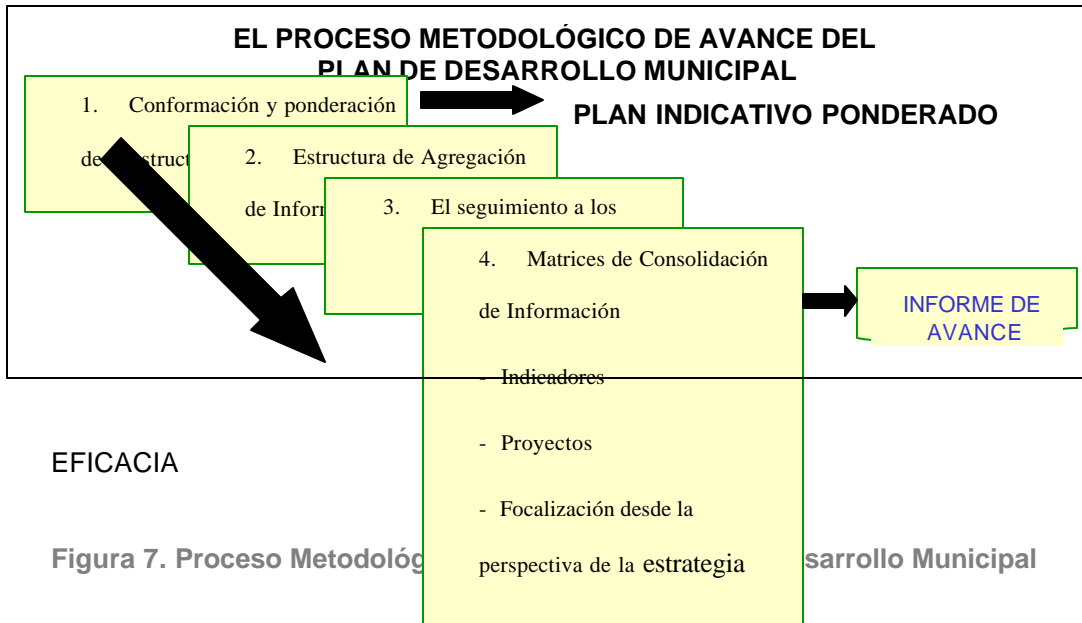 EL PROCESO METODOLÓGICO DE AVANCE DEL
PLAN DE DESARROLLO MUNICIPAL
1. Conformación y ponderación
PLAN INDICATIVO PONDERADO
2. Estructura de Agregación
de
3. El seguimiento a los
4. Matrices de Consolidación
de Información
- Indicadores
- Proyectos
- Focalización desde la
perspectiva de la estrategia
INFORME DE
AVANCE
EFICACIA
Figura 7. Proceso Municipal